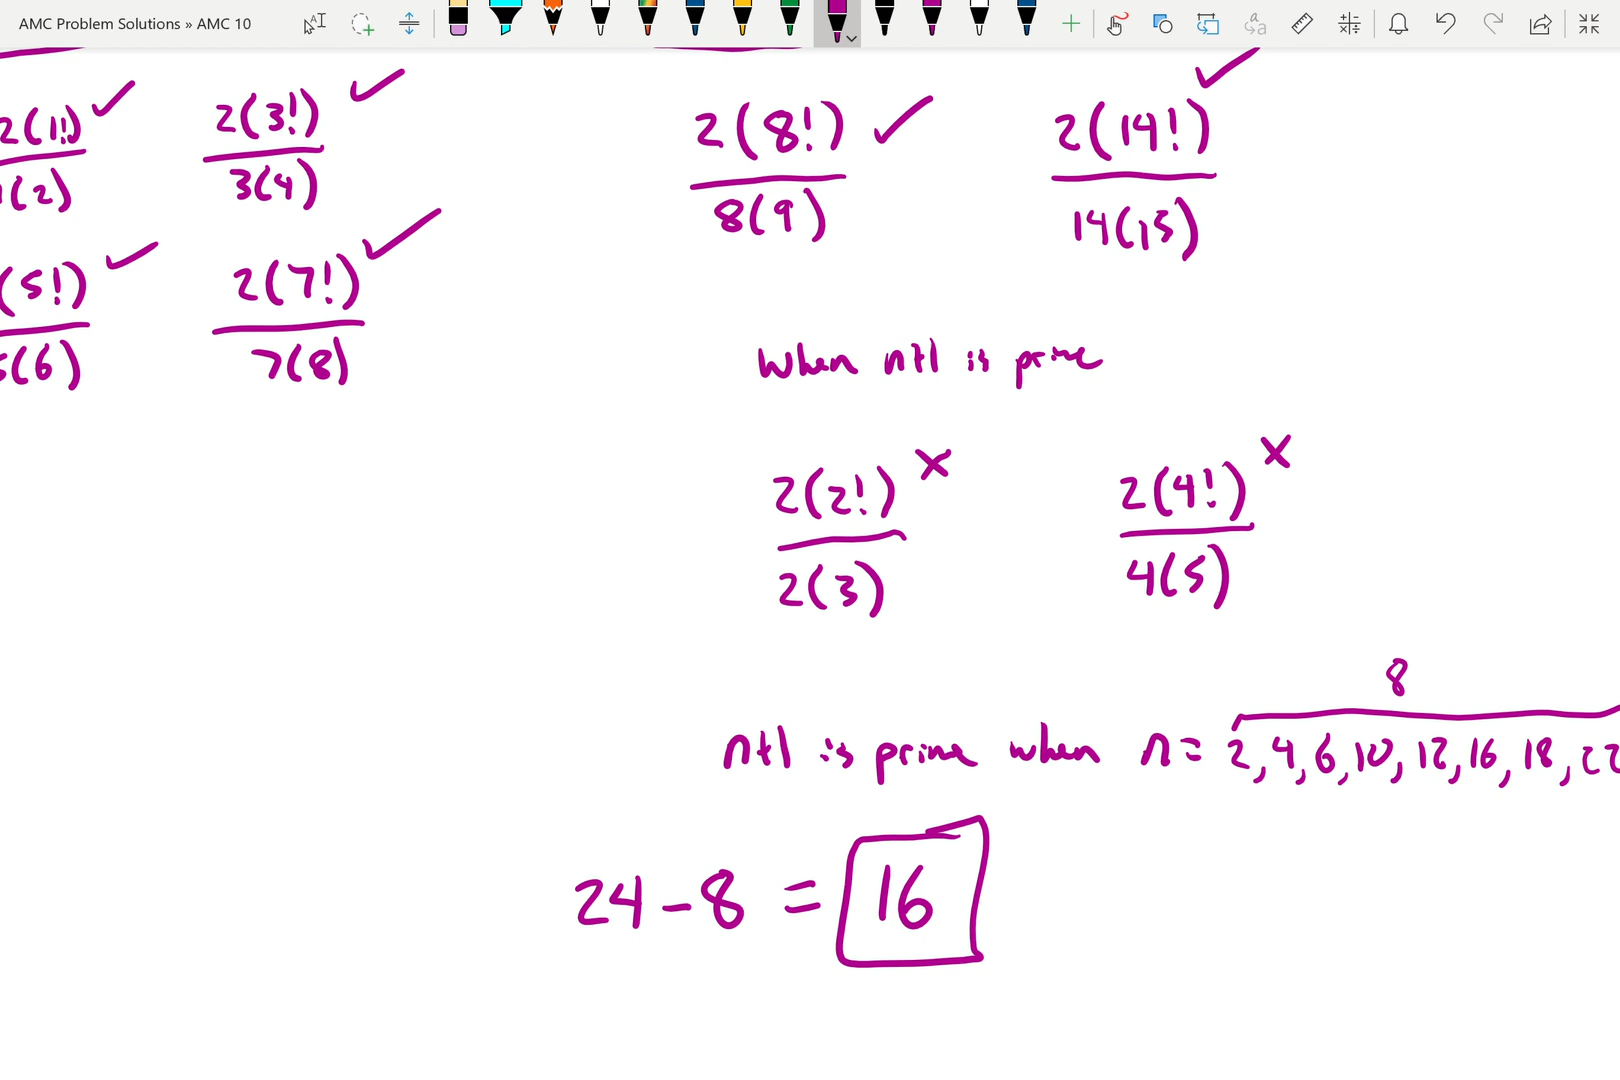 AMC Problem Solutions » AMC 10
2(1!) ✓ 2(3!) ✓ 2(8!) ✓ 2(14!) ✓
(2) 3(4) 8(9) 14(15)
(5!) ✓ 2(7!) ✓
(6) 7(8)
When n+1 is prime
2(2!) × 2(4!) ×
2(3) 4(5)
8
n+1 is prime when n = 2, 4, 6, 10, 12, 16, 18, 22
24 - 8 = 16